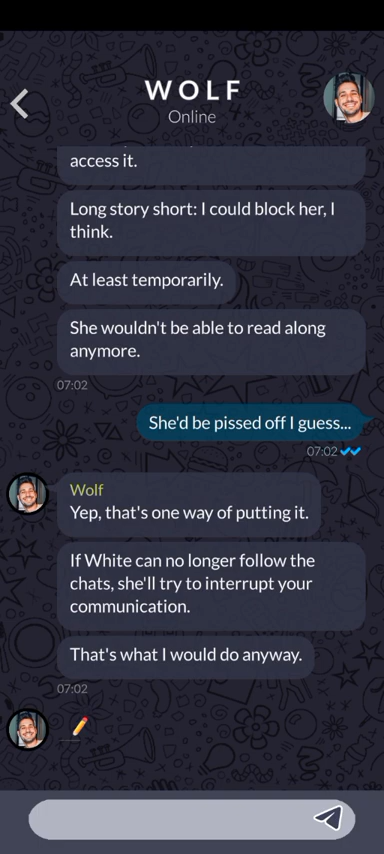 WOLF
Online
access it.
Long story short: I could block her, I
think.
At least temporarily.
She wouldn't be able to read along
anymore.
07:02
She'd be pissed off I guess...
07:02
Wolf
Yep, that's one way of putting it.
If White can no longer follow the
chats, she'll try to interrupt your
communication.
That's what I would do anyway.
07:02